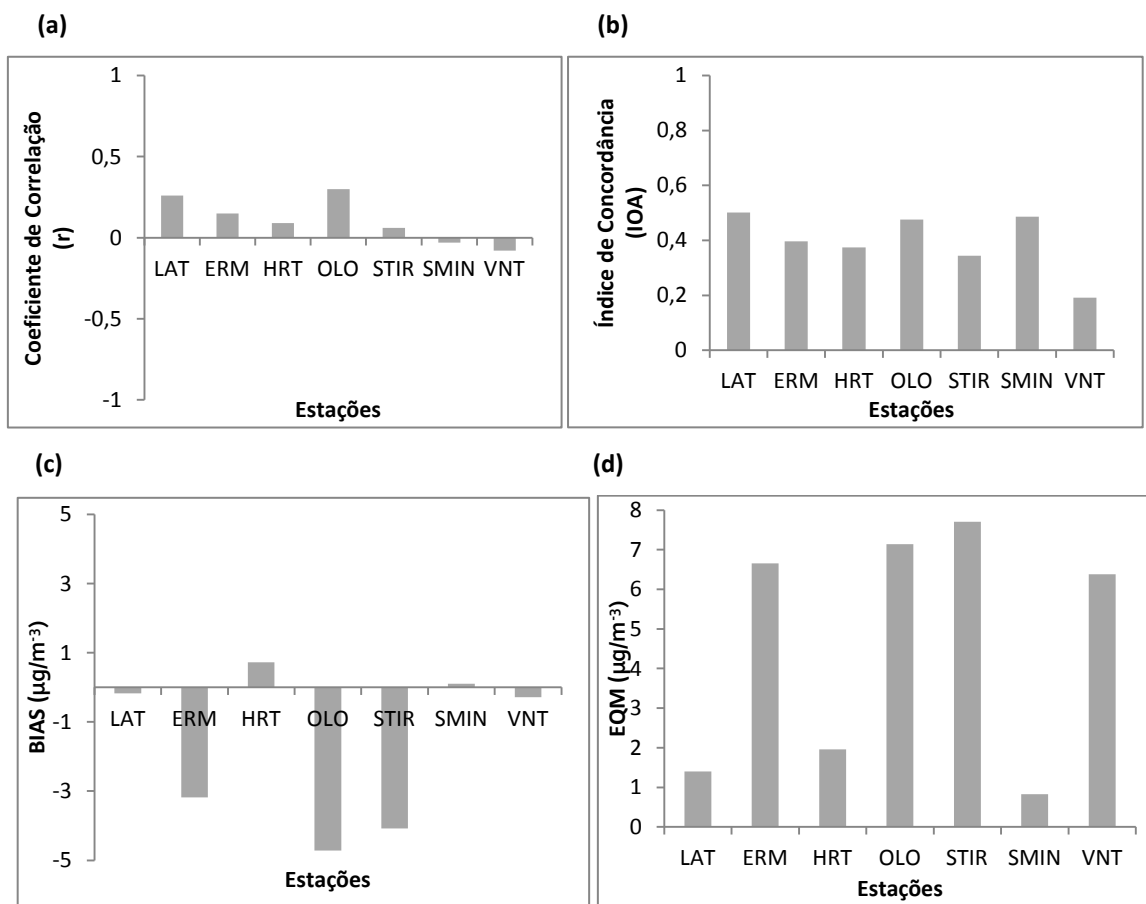 (a)
Coeficiente de Correlação
(r)
1
0,5
0
-0,5
-1
LAT ERM HRT OLO STIR SMIN VNT
Estações
(b)
Índice de Concordância
(IOA)
1
0,8
0,6
0,4
0,2
0
LAT ERM HRT OLO STIR SMIN VNT
Estações
(c)
BIAS (µg/m⁻³)
5
3
1
-1
-3
-5
LAT ERM HRT OLO STIR SMIN VNT
Estações
(d)
EQM (µg/m⁻³)
8
7
6
5
4
3
2
1
0
LAT ERM HRT OLO STIR SMIN VNT
Estações